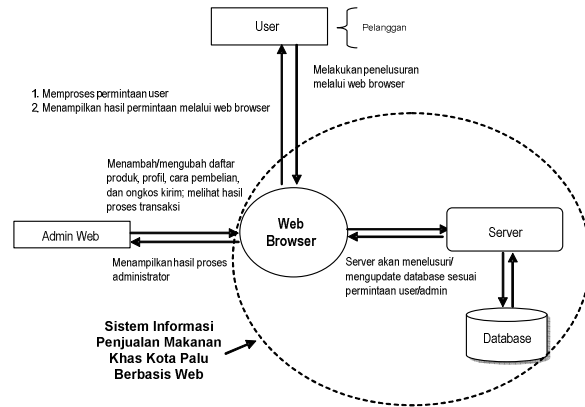 User
Pelanggan
Melakukan penelusuran
melalui web browser
1. Memproses permintaan user
2. Menampilkan hasil permintaan melalui web browser
Menambah/mengubah daftar
produk, profil, cara pembelian,
dan ongkos kirim; melihat hasil
proses transaksi
Admin Web
Web
Browser
Server
Menampilkan hasil proses
administrator
Server akan menelusuri/
mengupdate database sesuai
permintaan user/admin
Sistem Informasi
Penjualan Makanan
Khas Kota Palu
Berbasis Web
Database